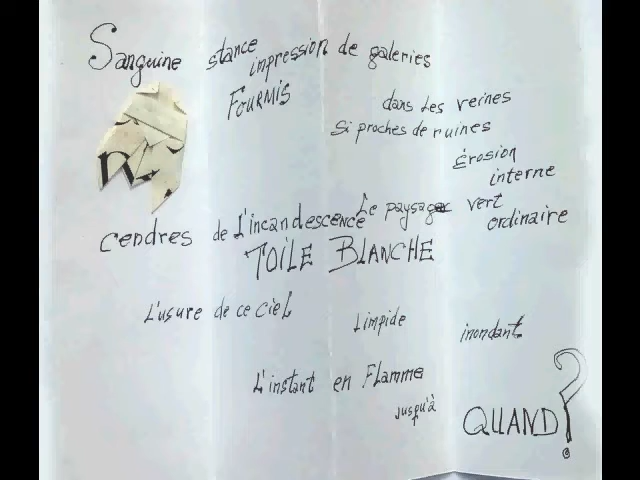 Sanguine stance impression de galeries
FOURMIS
dans les veines
si proches de ruines
érosion
interne
Le paysage vert
ordinaire
cendres de l'incandescence
TOILE BLANCHE
L'usure de ce ciel
Limpide
inondant
L'instant en Flamme
jusqu'à
QUAND?